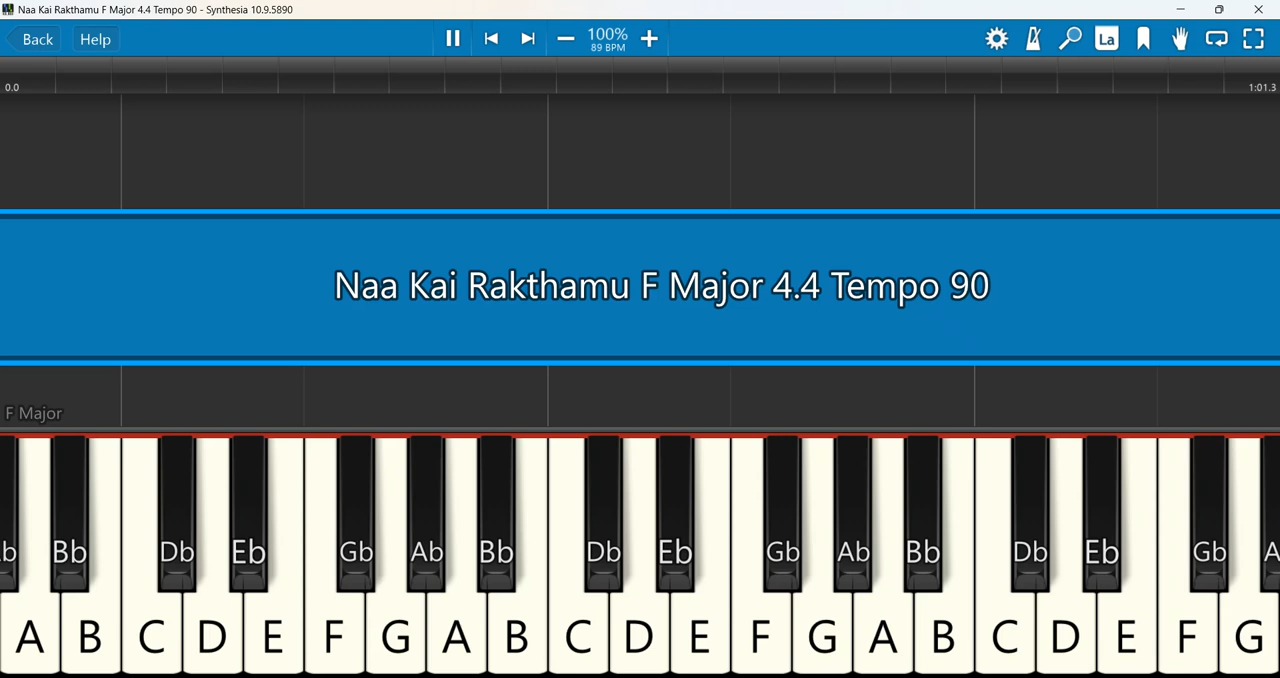 Naa Kai Rakthamu F Major 4.4 Tempo 90 - Synthesia 10.9.5890
Back Help 100% La
89 BPM
0.0 1:01.3
Naa Kai Rakthamu F Major 4.4 Tempo 90
F Major
Bb Db Eb Gb Ab Bb Db Eb Gb Ab Bb Db Eb Gb
A B C D E F G A B C D E F G A B C D E F G